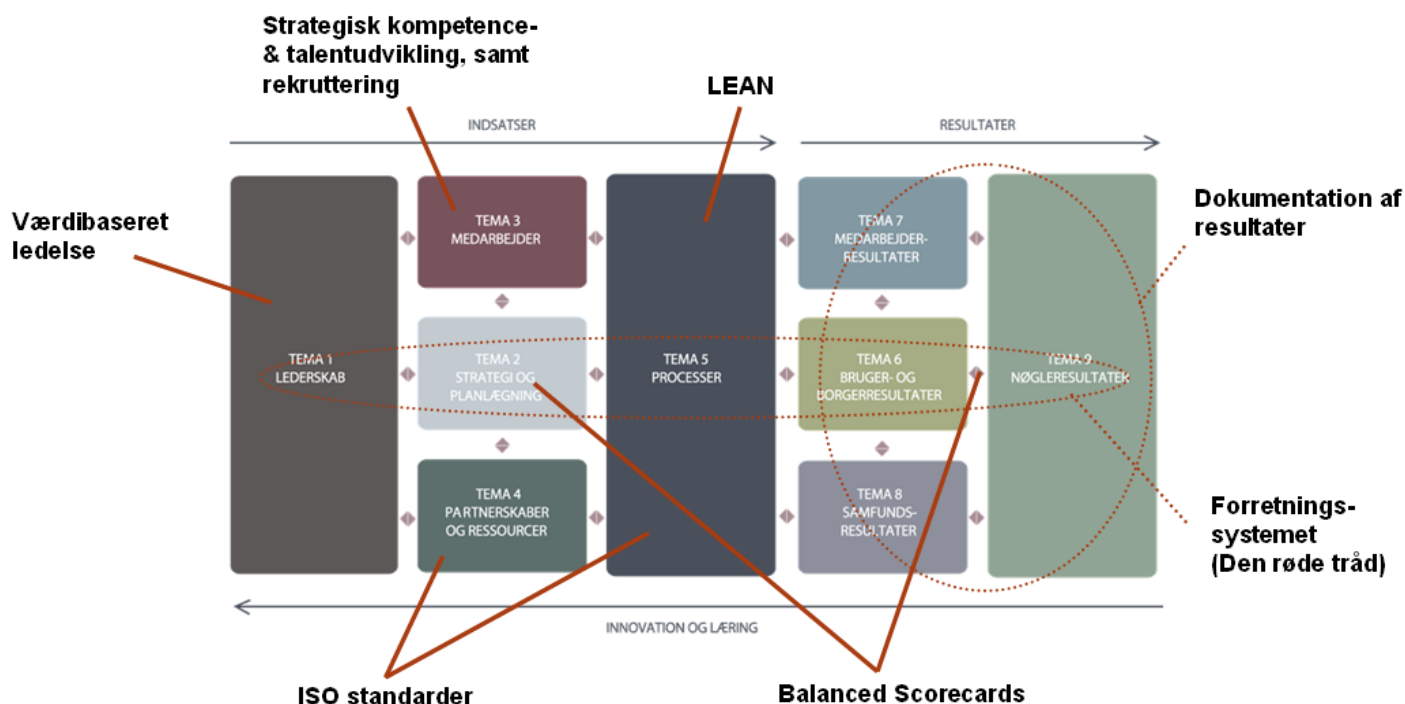 Strategisk kompetence-
& talentudvikling, samt
rekruttering
LEAN
INDSATSER
RESULTATER
Værdibaseret
ledelse
Dokumentation af
resultater
TEMA 3
MEDARBEJDER
TEMA 7
MEDARBEJDER-
RESULTATER
TEMA 1
LEDERSKAB
TEMA 2
STRATEGI OG
PLANLÆGNING
TEMA 5
PROCESSER
TEMA 6
BRUGER- OG
BORGERRESULTATER
TEMA 9
NØGLERESULTATER
TEMA 4
PARTNERSKABER
OG RESSOURCER
TEMA 8
SAMFUNDS-
RESULTATER
Forretnings-
systemet
(Den røde tråd)
INNOVATION OG LÆRING
ISO standarder
Balanced Scorecards